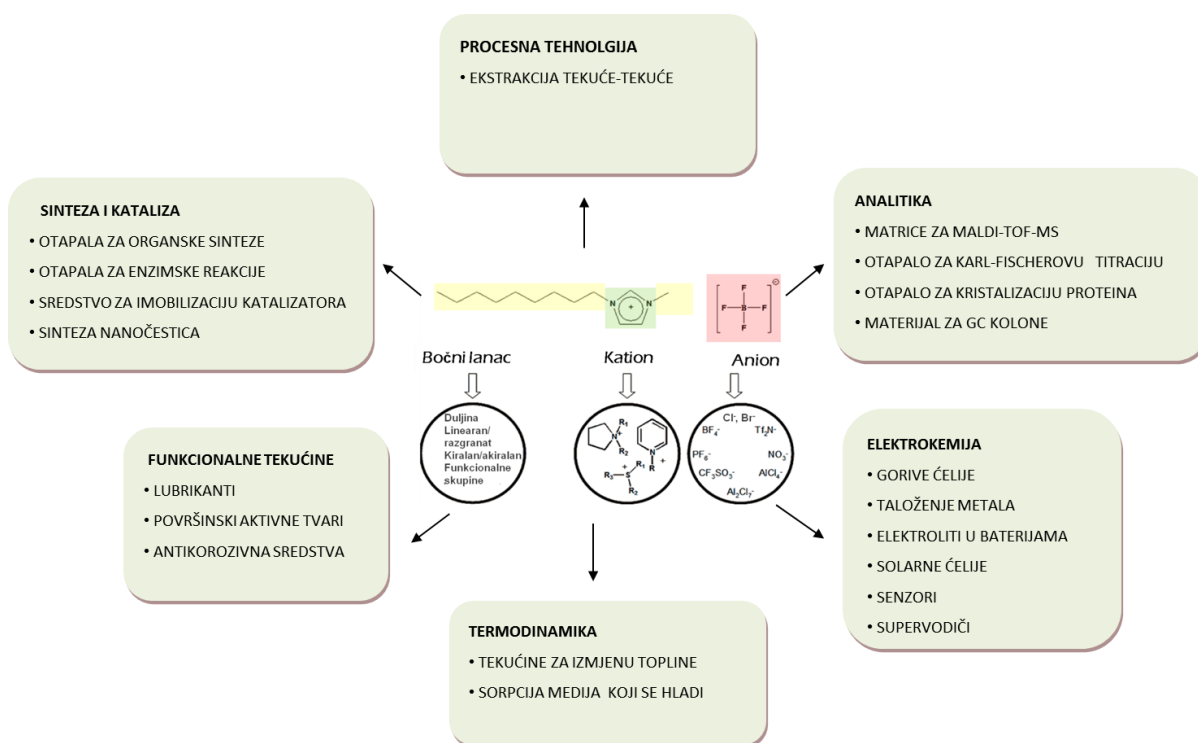 PROCESNA TEHNOLGIJA
• EKSTRAKCIJA TEKUĆE-TEKUĆE
SINTEZA I KATALIZA
• OTAPALA ZA ORGANSKE SINTEZE
• OTAPALA ZA ENZIMSKE REAKCIJE
• SREDSTVO ZA IMOBILIZACIJU KATALIZATORA
• SINTEZA NANOČESTICA
ANALITIKA
• MATRICE ZA MALDI-TOF-MS
• OTAPALO ZA KARL-FISCHEROVU TITRACIJU
• OTAPALO ZA KRISTALIZACIJU PROTEINA
• MATERIJAL ZA GC KOLONE
N
N
+
F
F–B–F
F
⊖
Bočni lanac
Kation
Anion
Duljina
Linearan/
razgranat
Kiralan/akiralan
Funkcionalne
skupine
R₁
N⁺
R₂
N
+
R
+
R₃ S R₁
R₂
Cl⁻, Br⁻
BF₄⁻ Tf₂N⁻
PF₆⁻ NO₃⁻
CF₃SO₃⁻ AlCl₄⁻
Al₂Cl₇⁻
FUNKCIONALNE TEKUĆINE
• LUBRIKANTI
• POVRŠINSKI AKTIVNE TVARI
• ANTIKOROZIVNA SREDSTVA
ELEKTROKEMIJA
• GORIVE ĆELIJE
• TALOŽENJE METALA
• ELEKTROLITI U BATERIJAMA
• SOLARNE ĆELIJE
• SENZORI
• SUPERVODIČI
TERMODINAMIKA
• TEKUĆINE ZA IZMJENU TOPLINE
• SORPCIJA MEDIJA KOJI SE HLADI